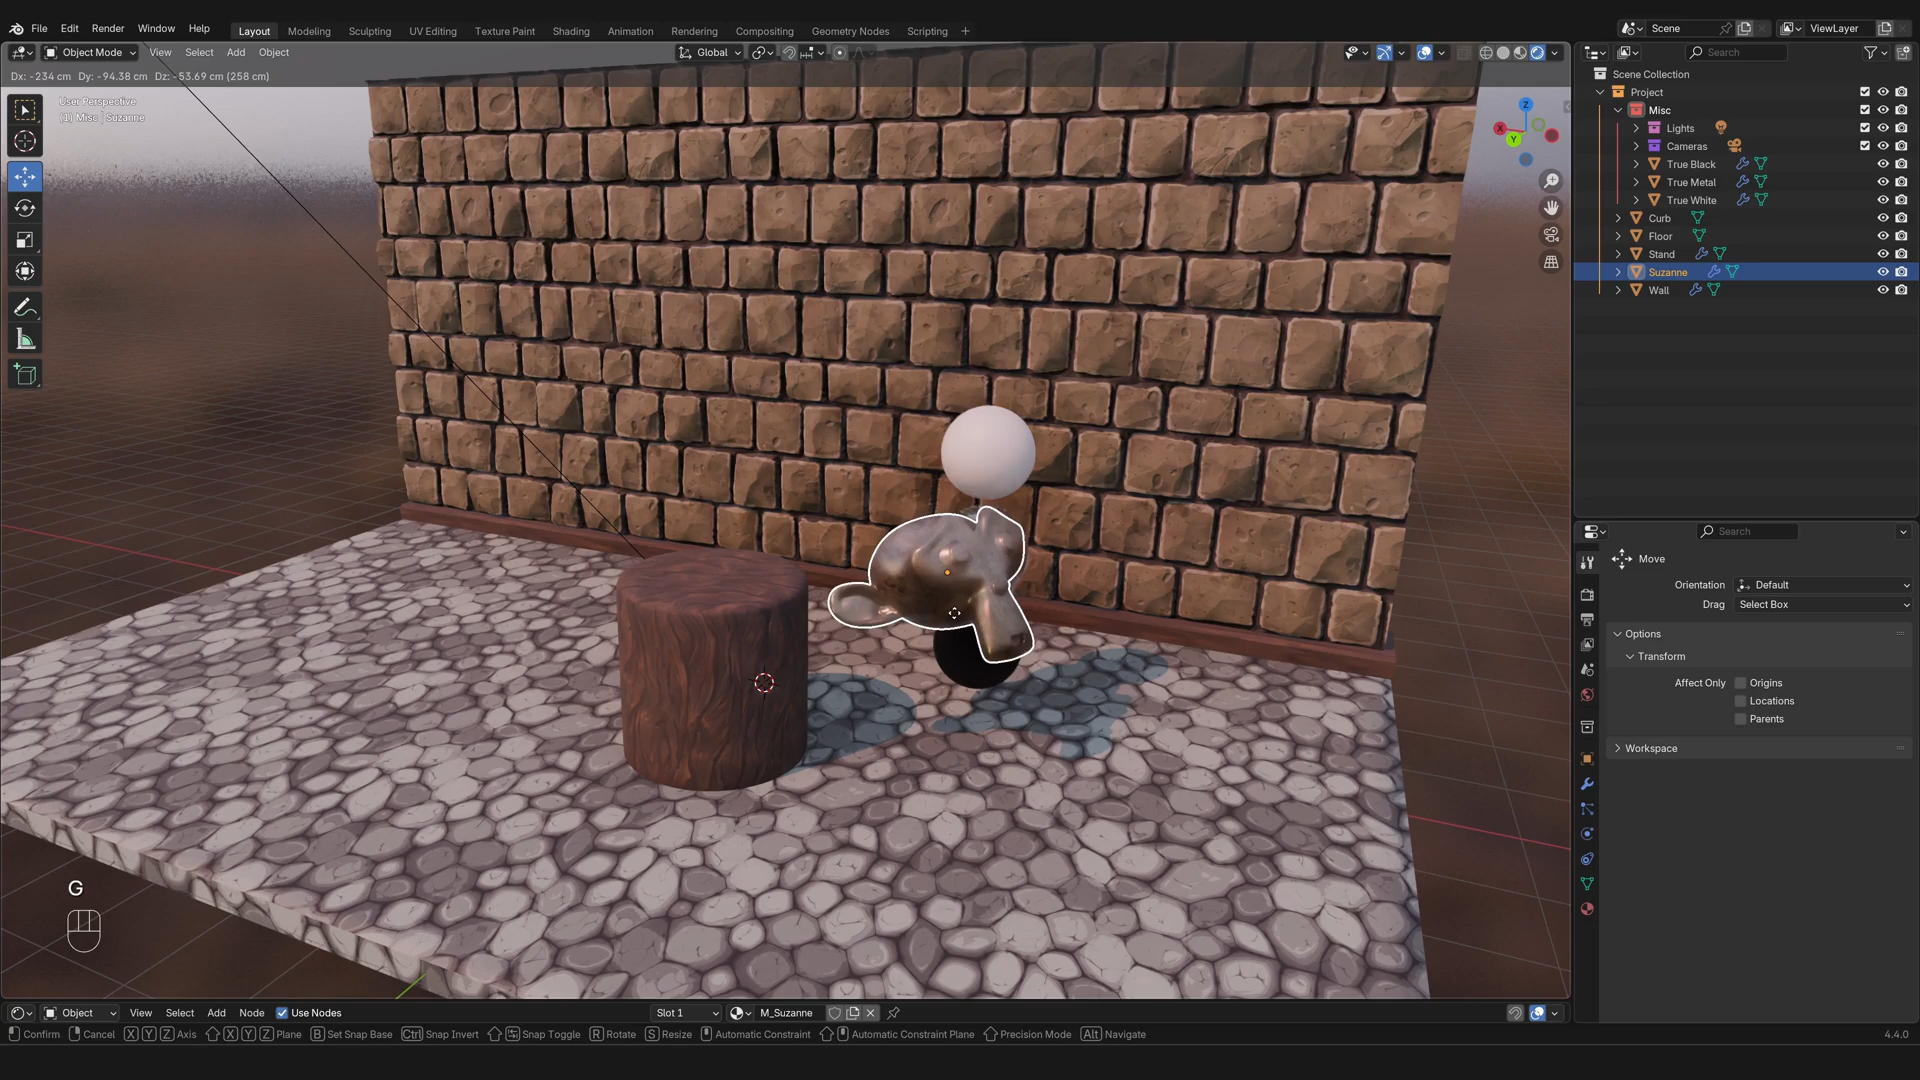 File Edit Render Window Help Layout Modeling Sculpting UV Editing Texture Paint Shading Animation Rendering Compositing Geometry Nodes Scripting + Scene ViewLayer
Object Mode View Select Add Object Global Search
Dx: -234 cm Dy: -94.38 cm Dz: -53.69 cm (258 cm)
User Perspective
(1) Misc | Suzanne
Z
X
Y
Scene Collection
Project
Misc
Lights
Cameras
True Black
True Metal
True White
Curb
Floor
Stand
Suzanne
Wall
Search
Move
Orientation Default
Drag Select Box
Options
Transform
Affect Only Origins
Locations
Parents
Workspace
G
Object View Select Add Node Use Nodes Slot 1 M_Suzanne
Confirm Cancel X Y Z Axis X Y Z Plane B Set Snap Base Ctrl Snap Invert Snap Toggle R Rotate S Resize Automatic Constraint Automatic Constraint Plane Precision Mode Alt Navigate 4.4.0